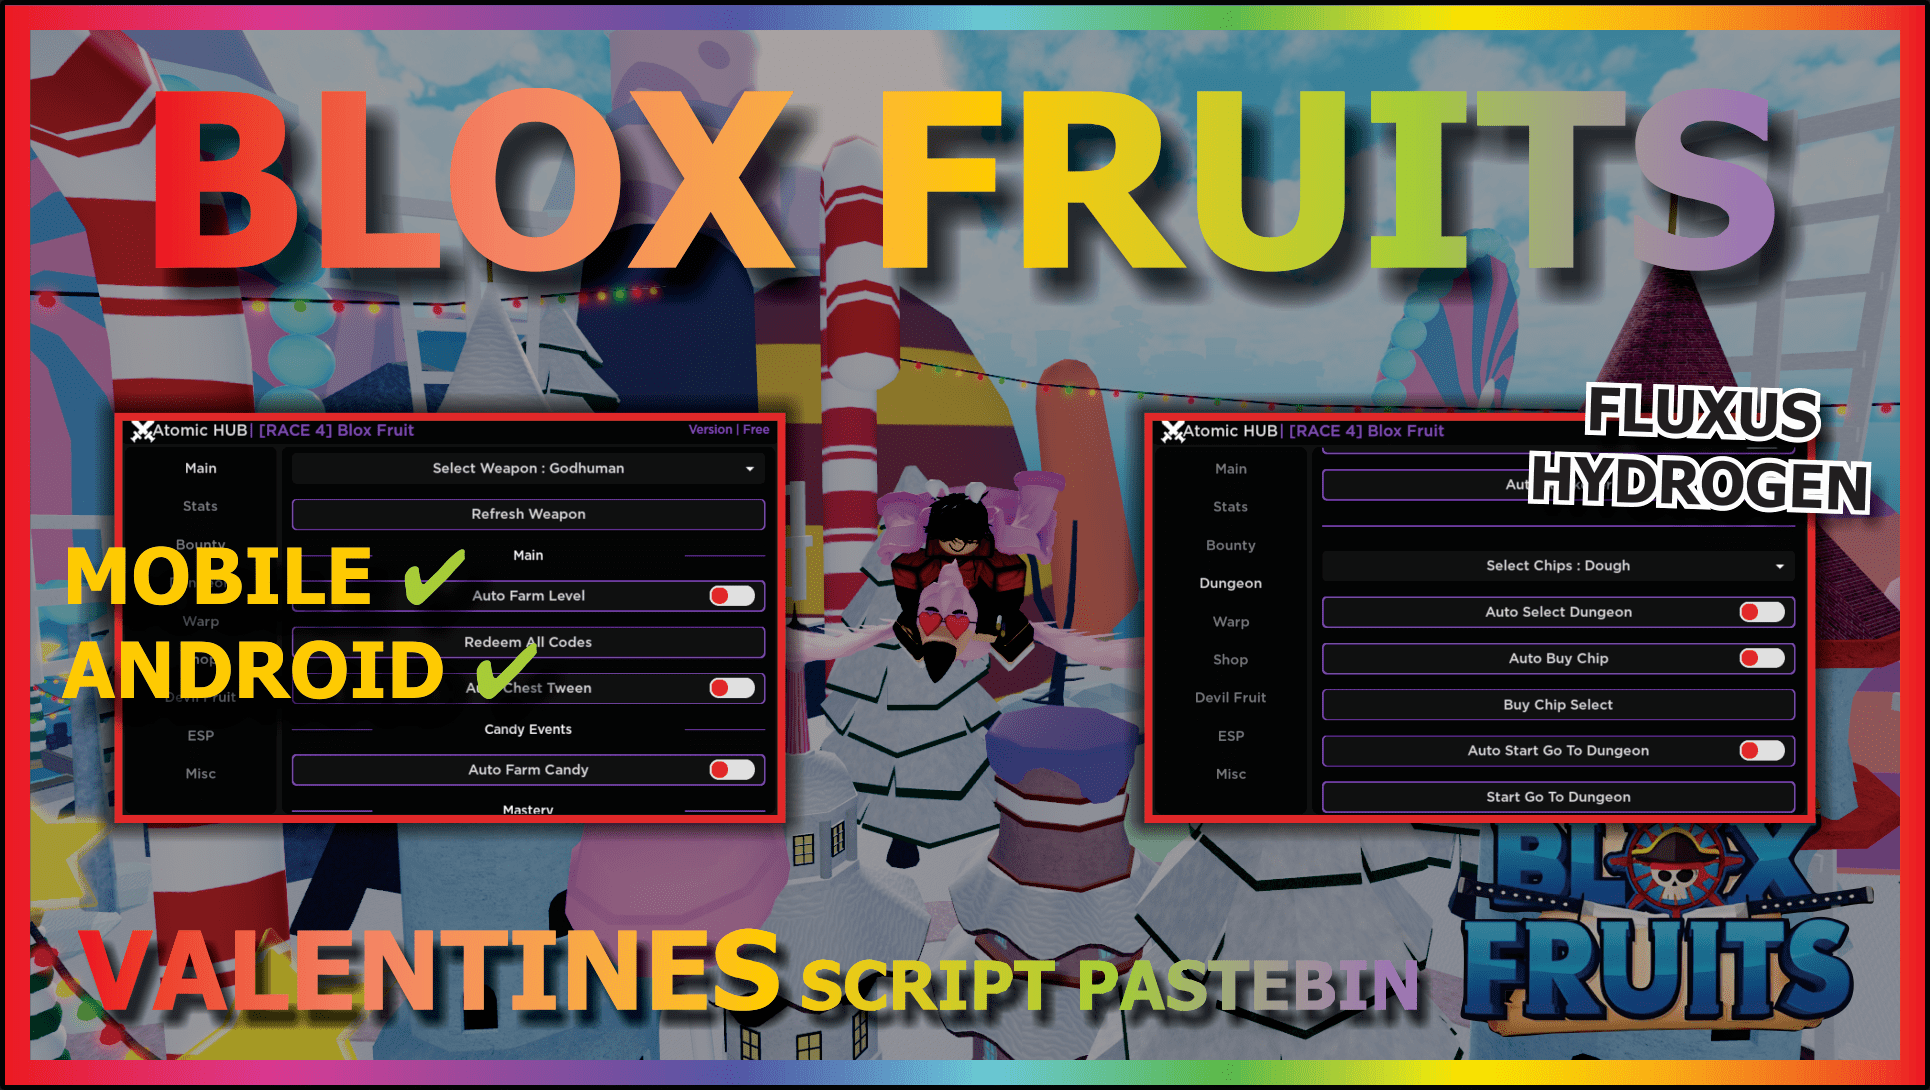 BLOX FRUITS
Atomic HUB| [RACE 4] Blox Fruit
Version | Free
Main
Stats
Bounty
Warp
Devil Fruit
ESP
Misc
Select Weapon : Godhuman
Refresh Weapon
Main
Auto Farm Level
Redeem All Codes
Chest Tween
Candy Events
Auto Farm Candy
Mastery
MOBILE ✔
ANDROID ✔
Atomic HUB| [RACE 4] Blox Fruit
Main
Stats
Bounty
Dungeon
Warp
Shop
Devil Fruit
ESP
Misc
Select Chips : Dough
Auto Select Dungeon
Auto Buy Chip
Buy Chip Select
Auto Start Go To Dungeon
Start Go To Dungeon
FLUXUS
HYDROGEN
VALENTINES SCRIPT PASTEBIN
BLOX
FRUITS